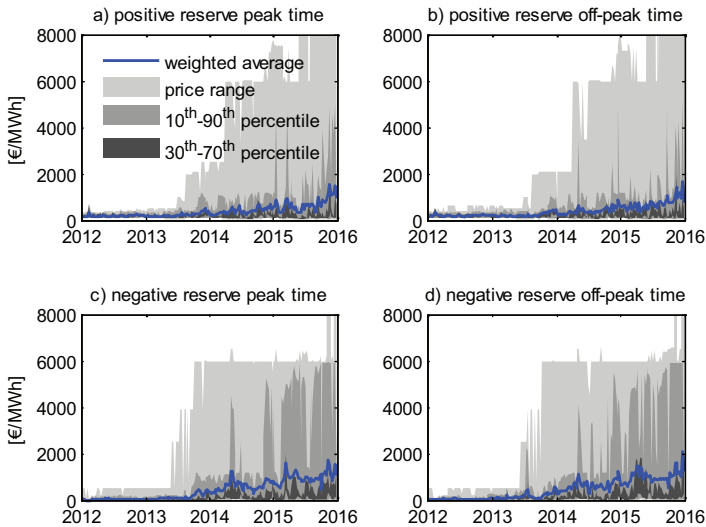 a) positive reserve peak time
b) positive reserve off-peak time
[€/MWh]
8000
6000
4000
2000
0
weighted average
price range
10th-90th percentile
30th-70th percentile
2012 2013 2014 2015 2016
8000
6000
4000
2000
0
2012 2013 2014 2015 2016
c) negative reserve peak time
d) negative reserve off-peak time
[€/MWh]
8000
6000
4000
2000
0
2012 2013 2014 2015 2016
8000
6000
4000
2000
0
2012 2013 2014 2015 2016